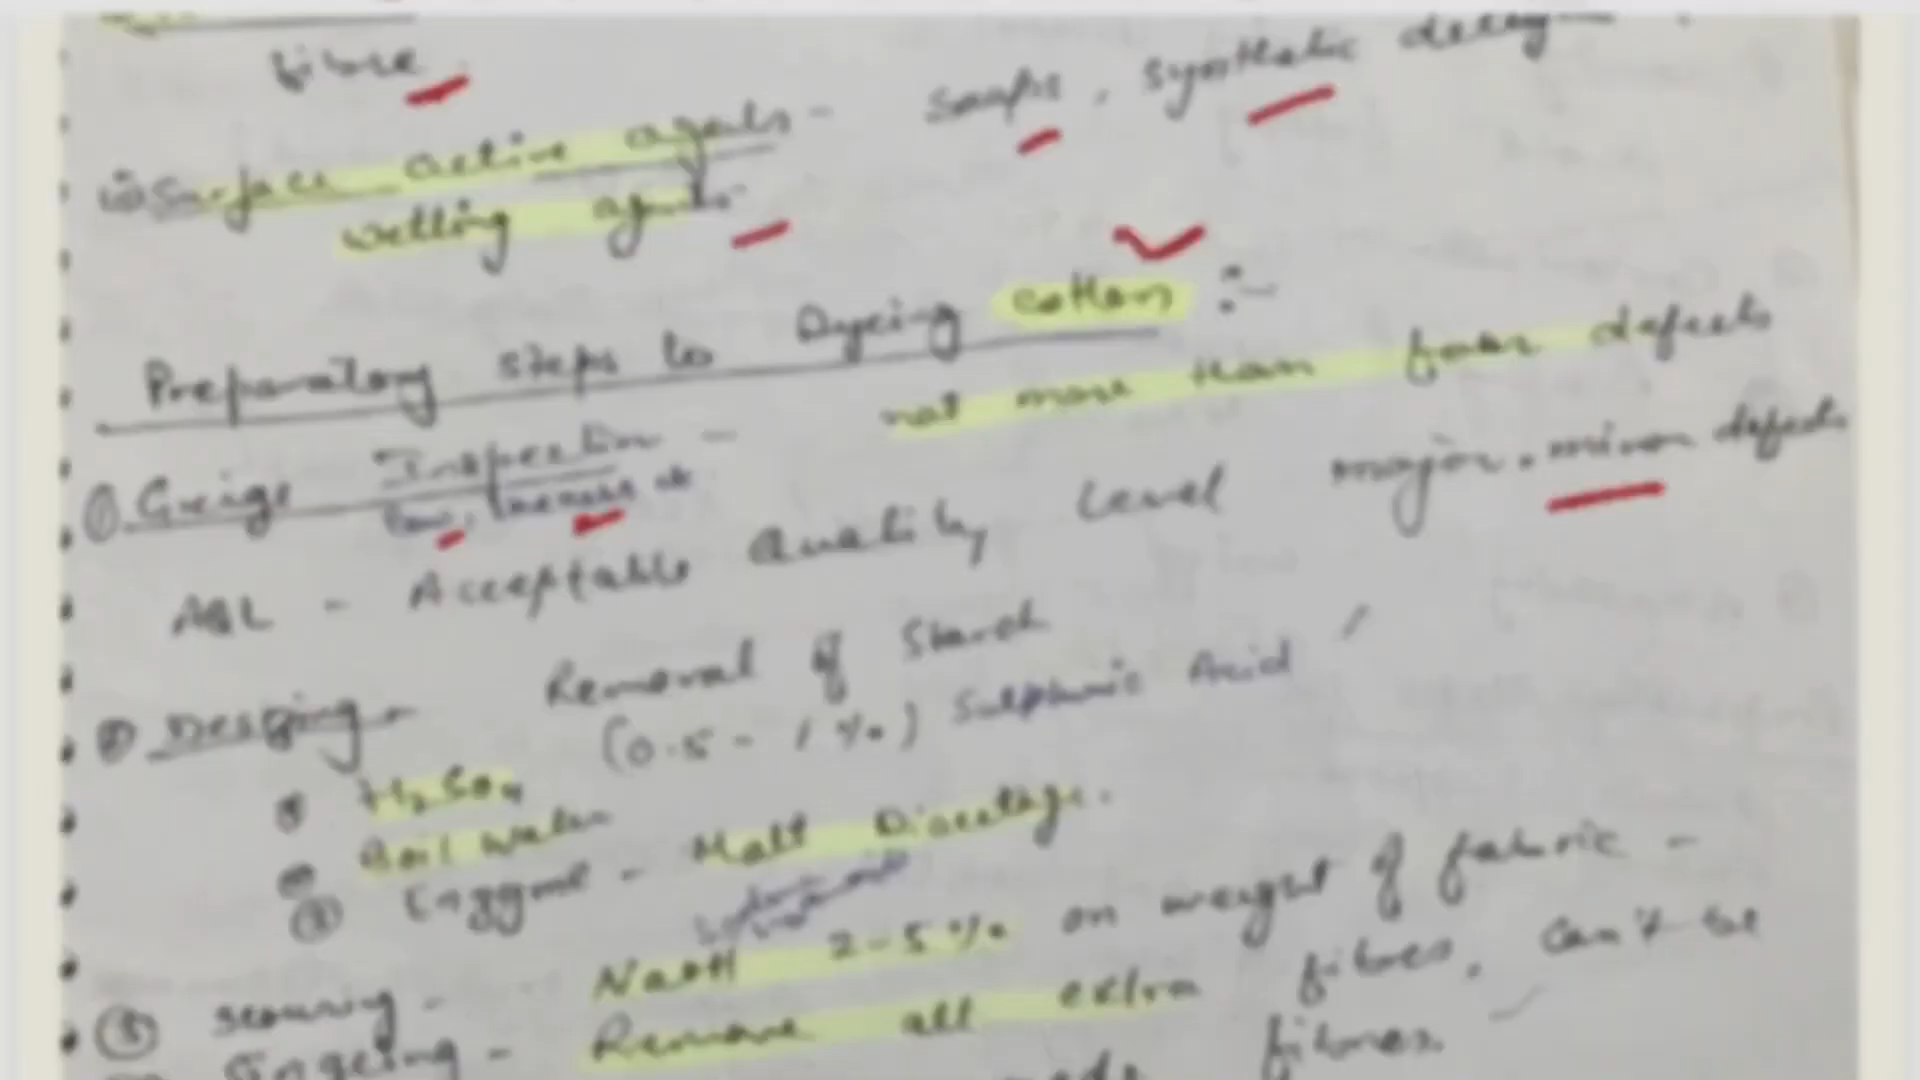 fibre
Surface active agents - soaps, synthetic
wetting agents
Preparatory steps to Dyeing cotton :-
① Greige Inspection - not more than four defects
AQL - Acceptable Quality Level major, minor defects
② Desizing - Removal of Starch
(0.5 - 1%) Sulphuric Acid
H2SO4
Boil Water
③ Enzyme - Malt Diastage.
③ scouring - NaOH 2-5% on weight of fabric -
Singeing - Remove all extra fibres, can't be
fibres.